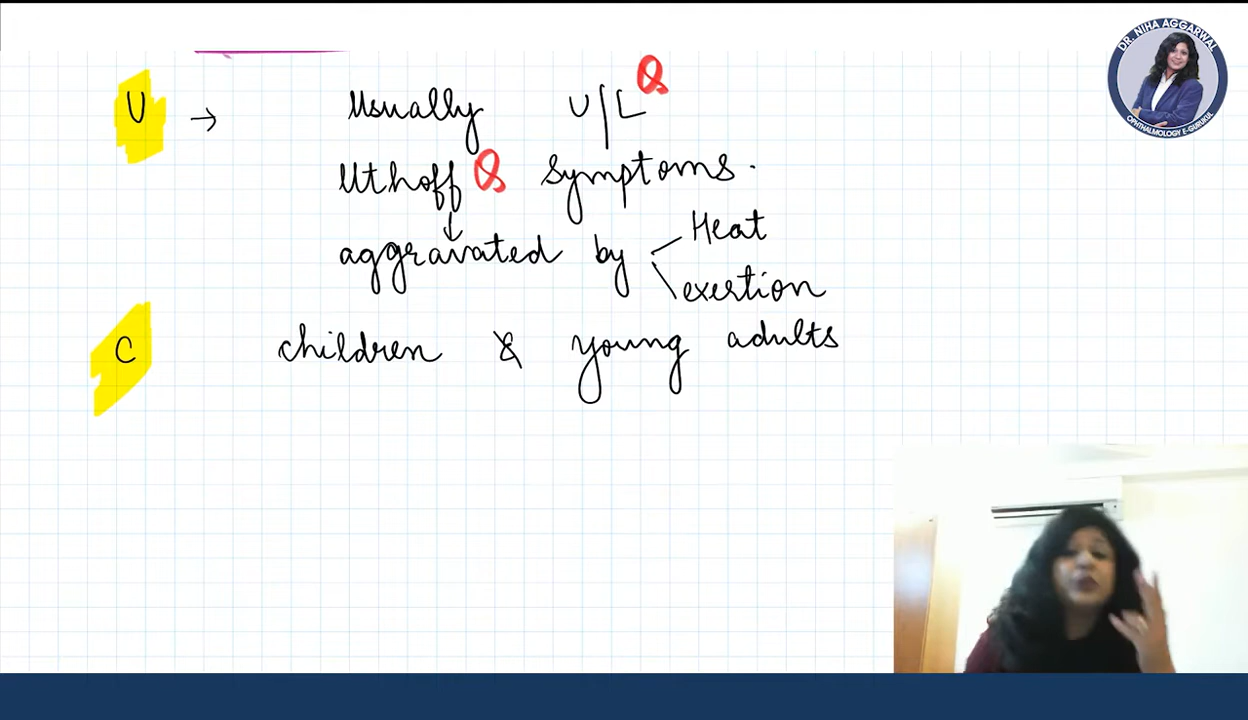 DR. NIHA AGGARWAL
OPHTHALMOLOGY E-GURUKUL
U → Usually U/L Q
Uthoff Q symptoms.
↓
aggravated by Heat
exertion
C children & young adults